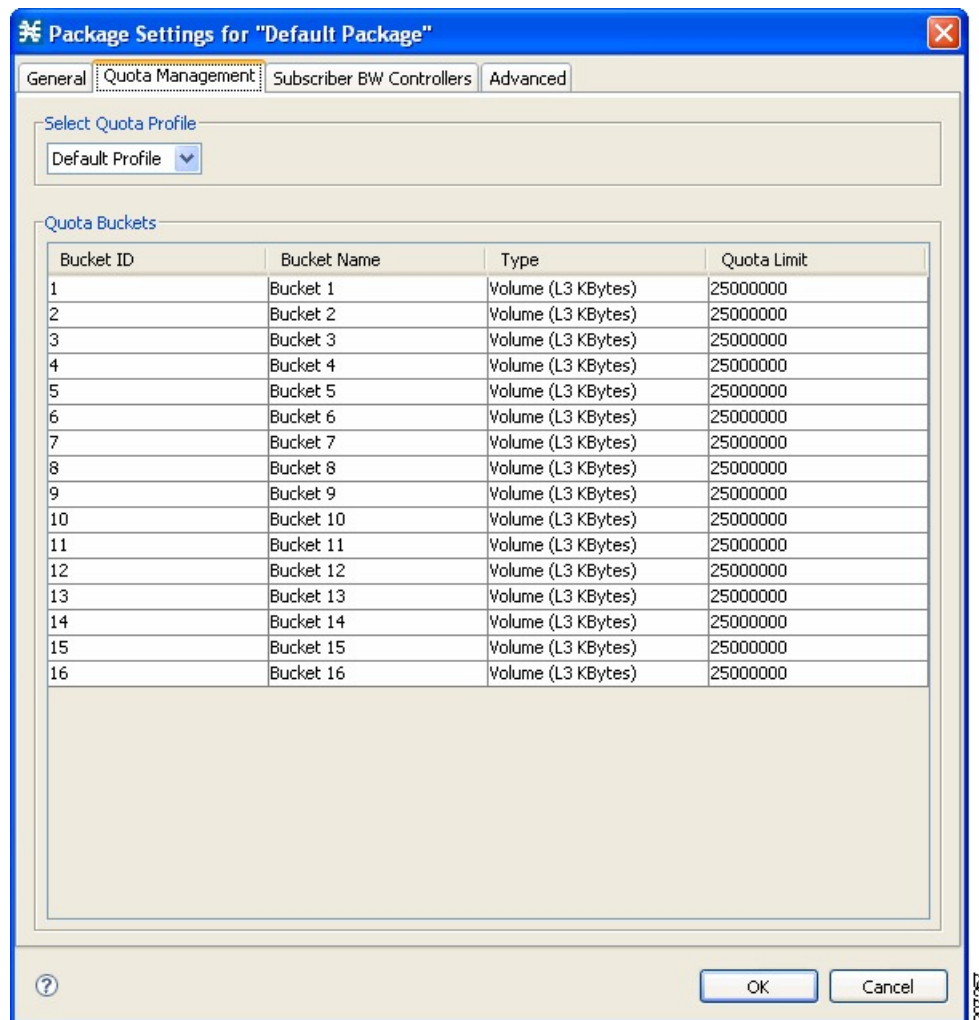 Package Settings for "Default Package"
General Quota Management Subscriber BW Controllers Advanced
Select Quota Profile
Default Profile
Quota Buckets
Bucket ID Bucket Name Type Quota Limit
1 Bucket 1 Volume (L3 KBytes) 25000000
2 Bucket 2 Volume (L3 KBytes) 25000000
3 Bucket 3 Volume (L3 KBytes) 25000000
4 Bucket 4 Volume (L3 KBytes) 25000000
5 Bucket 5 Volume (L3 KBytes) 25000000
6 Bucket 6 Volume (L3 KBytes) 25000000
7 Bucket 7 Volume (L3 KBytes) 25000000
8 Bucket 8 Volume (L3 KBytes) 25000000
9 Bucket 9 Volume (L3 KBytes) 25000000
10 Bucket 10 Volume (L3 KBytes) 25000000
11 Bucket 11 Volume (L3 KBytes) 25000000
12 Bucket 12 Volume (L3 KBytes) 25000000
13 Bucket 13 Volume (L3 KBytes) 25000000
14 Bucket 14 Volume (L3 KBytes) 25000000
15 Bucket 15 Volume (L3 KBytes) 25000000
16 Bucket 16 Volume (L3 KBytes) 25000000
? OK Cancel